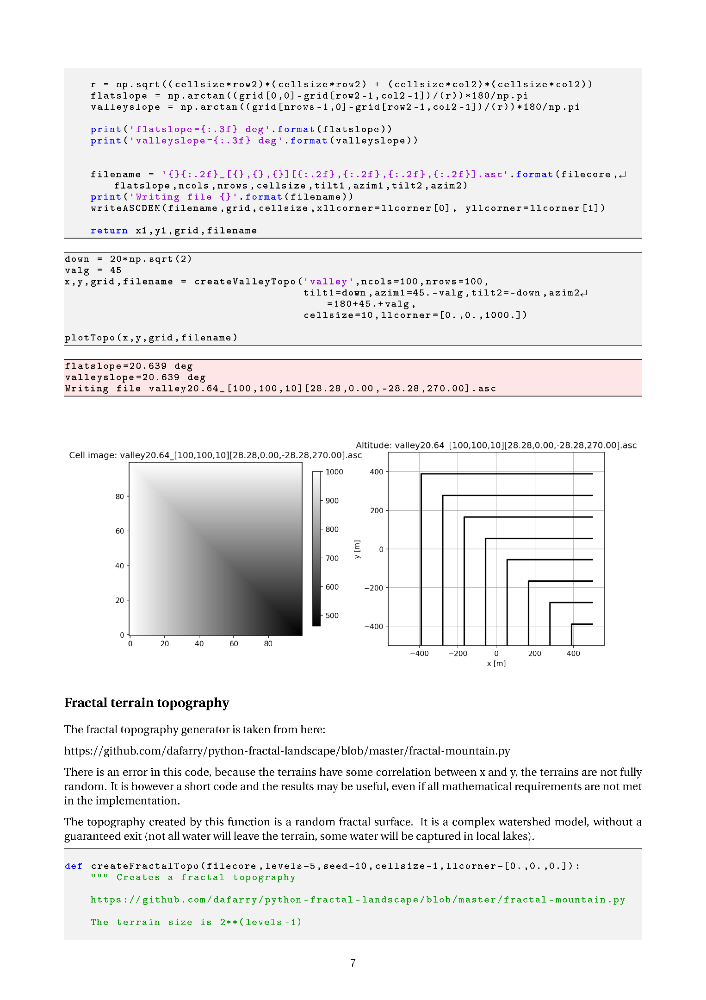 r = np.sqrt((cellsize*row2)*(cellsize*row2) + (cellsize*col2)*(cellsize*col2))
flatslope = np.arctan((grid[0,0]-grid[row2-1,col2-1])/(r))*180/np.pi
valleyslope = np.arctan((grid[nrows-1,0]-grid[row2-1,col2-1])/(r))*180/np.pi
print('flatslope={:.3f} deg'.format(flatslope))
print('valleyslope={:.3f} deg'.format(valleyslope))
filename = '{}{:.2f}_[{},{},{}][{:.2f},{:.2f},{:.2f},{:.2f}].asc'.format(filecore,↵
flatslope,ncols,nrows,cellsize,tilt1,azim1,tilt2,azim2)
print('Writing file {}'.format(filename))
writeASCDEM(filename,grid,cellsize,xllcorner=llcorner[0], yllcorner=llcorner[1])
return x1,y1,grid,filename
down = 20*np.sqrt(2)
valg = 45
x,y,grid,filename = createValleyTopo('valley',ncols=100,nrows=100,
tilt1=down,azim1=45.-valg,tilt2=-down,azim2↵
=180+45.+valg,
cellsize=10,llcorner=[0.,0.,1000.])
plotTopo(x,y,grid,filename)
flatslope=20.639 deg
valleyslope=20.639 deg
Writing file valley20.64_[100,100,10][28.28,0.00,-28.28,270.00].asc
Cell image: valley20.64_[100,100,10][28.28,0.00,-28.28,270.00].asc
80
60
40
20
0
0 20 40 60 80
1000
900
800
700
600
500
Altitude: valley20.64_[100,100,10][28.28,0.00,-28.28,270.00].asc
400
200
0
−200
−400
y [m]
−400 −200 0 200 400
x [m]
Fractal terrain topography
The fractal topography generator is taken from here:
https://github.com/dafarry/python-fractal-landscape/blob/master/fractal-mountain.py
There is an error in this code, because the terrains have some correlation between x and y, the terrains are not fully
random. It is however a short code and the results may be useful, even if all mathematical requirements are not met
in the implementation.
The topography created by this function is a random fractal surface. It is a complex watershed model, without a
guaranteed exit (not all water will leave the terrain, some water will be captured in local lakes).
def createFractalTopo(filecore,levels=5,seed=10,cellsize=1,llcorner=[0.,0.,0.]):
""" Creates a fractal topography
https://github.com/dafarry/python-fractal-landscape/blob/master/fractal-mountain.py
The terrain size is 2**(levels-1)
7